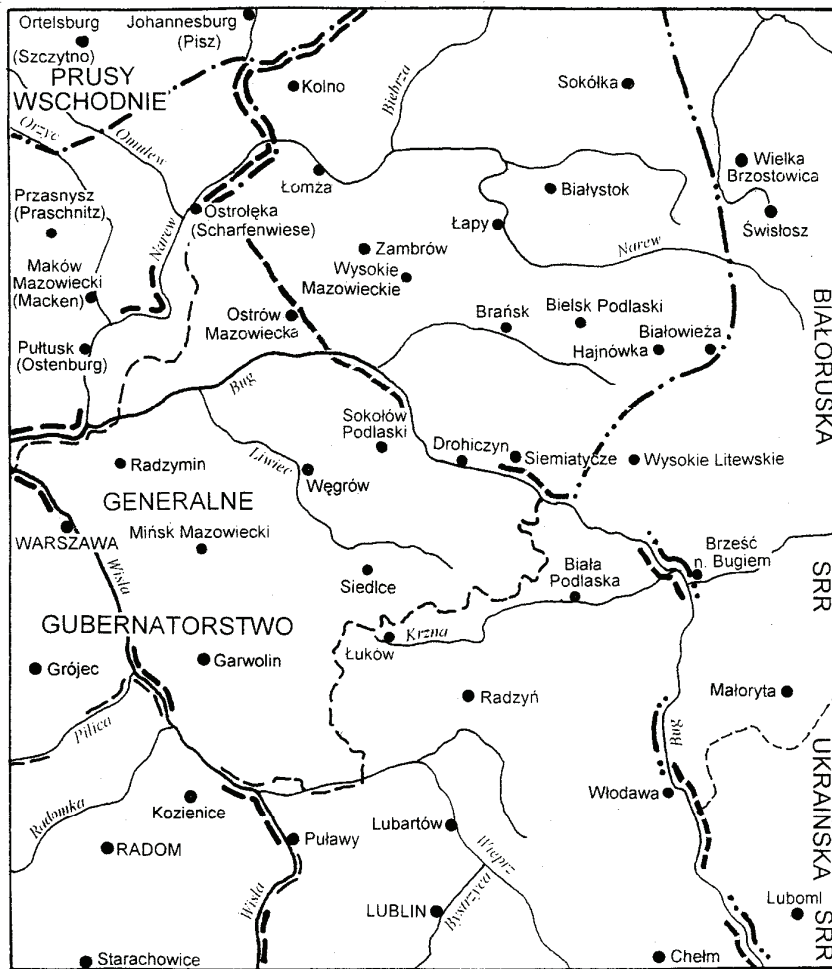 Ortelsburg
(Szczytno)
Johannesburg
(Pisz)
PRUSY
WSCHODNIE
Kolno
Biebrza
Sokółka
Orzyc
Omulew
Wielka
Brzostowica
Łomża
Białystok
Przasnysz
(Praschnitz)
Ostrołęka
(Scharfenwiese)
Łapy
Świsłosz
Narew
Zambrów
Narew
Maków
Mazowiecki
(Macken)
Wysokie
Mazowieckie
Ostrów
Mazowiecka
Brańsk
Bielsk Podlaski
Białowieża
Hajnówka
BIAŁORUSKA
Pułtusk
(Ostenburg)
Bug
Sokołów
Podlaski
Drohiczyn
Siemiatycze
Wysokie Litewskie
Radzymin
Liwiec
Węgrów
GENERALNE
WARSZAWA
Mińsk Mazowiecki
Wisła
Siedlce
Biała
Podlaska
Brześć
n. Bugiem
SRR
GUBERNATORSTWO
Krzna
Łuków
Grójec
Garwolin
Radzyń
Małoryta
Pilica
Bug
UKRAINSKA
Włodawa
Radomka
Kozienice
RADOM
Puławy
Lubartów
Wieprz
Wisła
LUBLIN
Bystrzyca
Luboml
SRR
Starachowice
Chełm